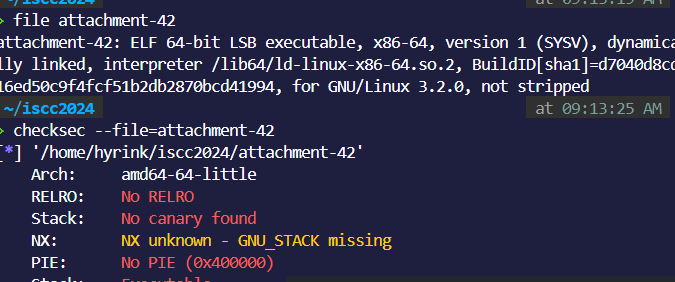 > file attachment-42 at 09:13:19 AM
attachment-42: ELF 64-bit LSB executable, x86-64, version 1 (SYSV), dynamica
lly linked, interpreter /lib64/ld-linux-x86-64.so.2, BuildID[sha1]=d7040d8cd
16ed50c9f4fcf51b2db2870bcd41994, for GNU/Linux 3.2.0, not stripped
~/iscc2024 at 09:13:25 AM
> checksec --file=attachment-42
[*] '/home/hyrink/iscc2024/attachment-42'
Arch: amd64-64-little
RELRO: No RELRO
Stack: No canary found
NX: NX unknown - GNU_STACK missing
PIE: No PIE (0x400000)
Stack: Executable